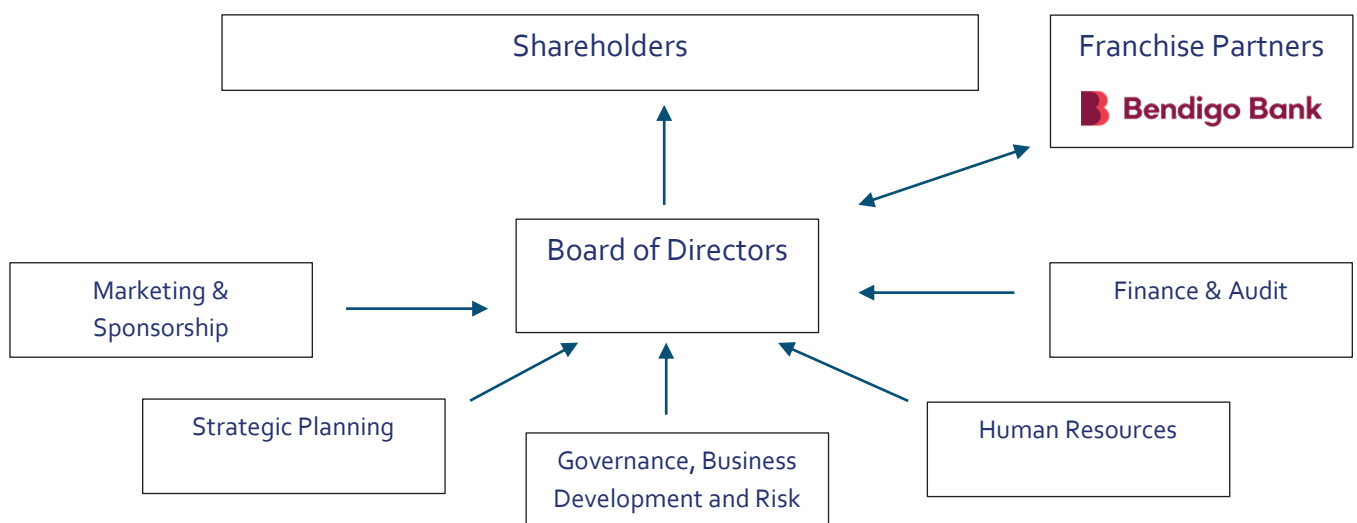 Shareholders
Franchise Partners
Bendigo Bank
Board of Directors
Marketing &
Sponsorship
Finance & Audit
Strategic Planning
Governance, Business
Development and Risk
Human Resources